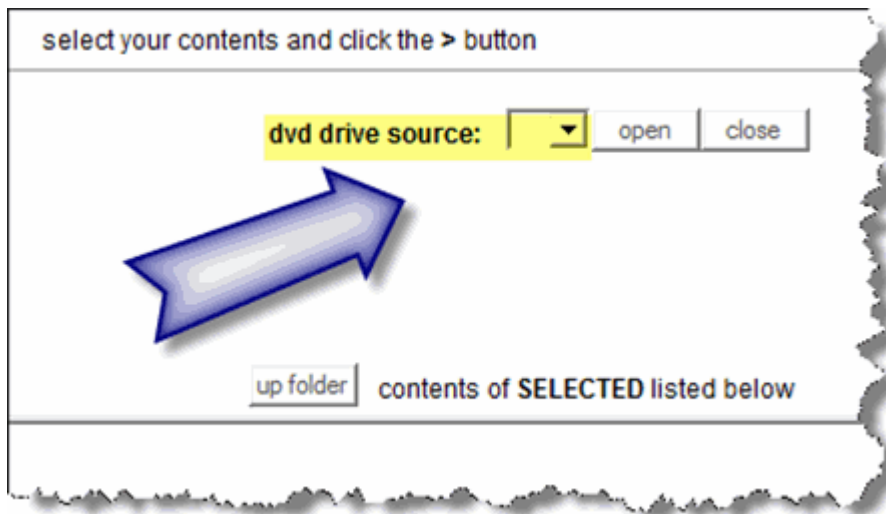 select your contents and click the > button
dvd drive source: open close
up folder contents of SELECTED listed below